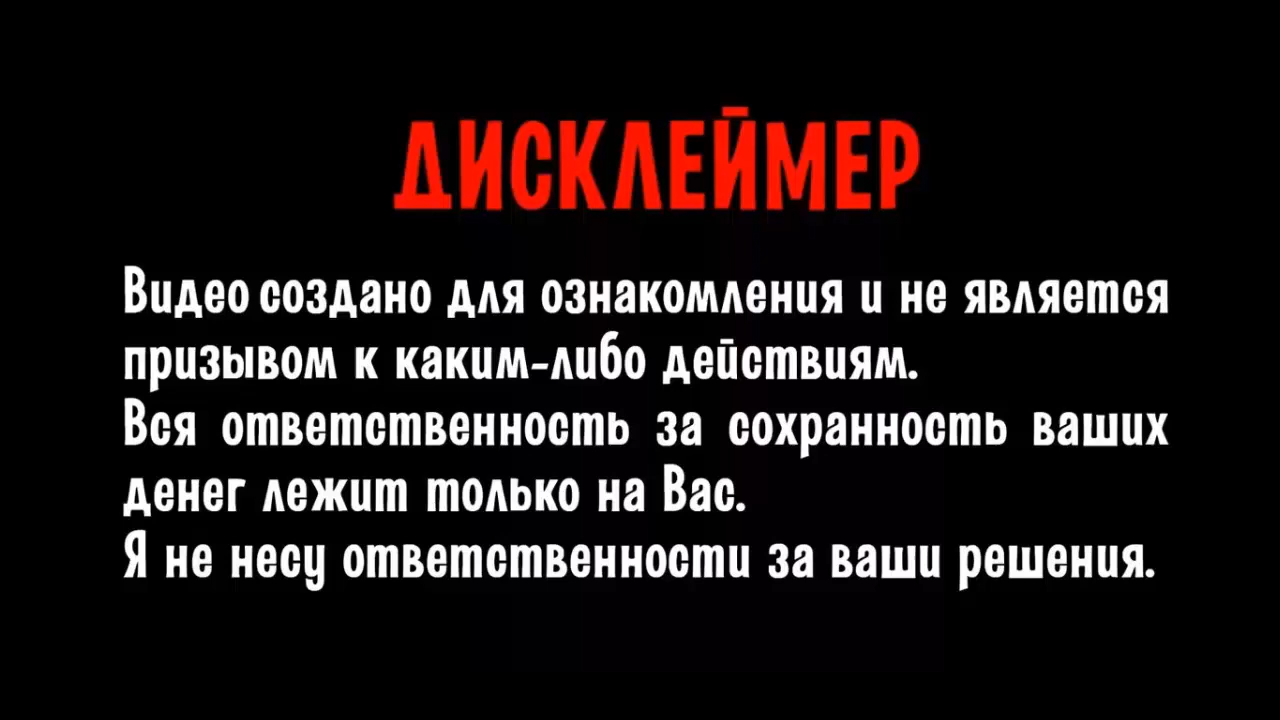 ДИСКЛЕЙМЕР
Видео создано для ознакомления и не является
призывом к каким-либо действиям.
Вся ответственность за сохранность ваших
денег лежит только на Вас.
Я не несу ответственности за ваши решения.